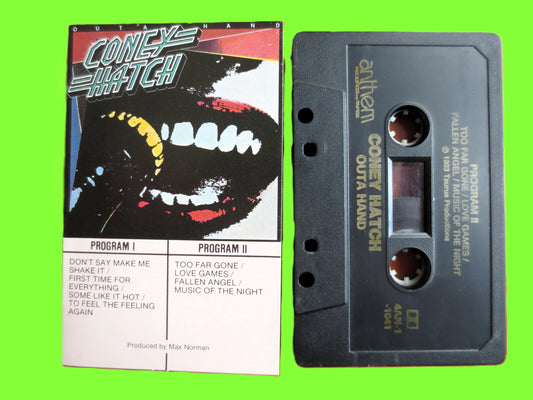 OUTA HAND
CONEY
HATCH
PROGRAM I
DON'T SAY MAKE ME
SHAKE IT /
FIRST TIME FOR
EVERYTHING /
SOME LIKE IT HOT /
TO FEEL THE FEELING
AGAIN
PROGRAM II
TOO FAR GONE /
LOVE GAMES /
FALLEN ANGEL /
MUSIC OF THE NIGHT
Produced by Max Norman
anthem
CONEY HATCH
OUTA HAND
PROGRAM II
TOO FAR GONE / LOVE GAMES /
FALLEN ANGEL / MUSIC OF THE NIGHT
℗ 1983 Taurus Productions
4AN-1
-1641